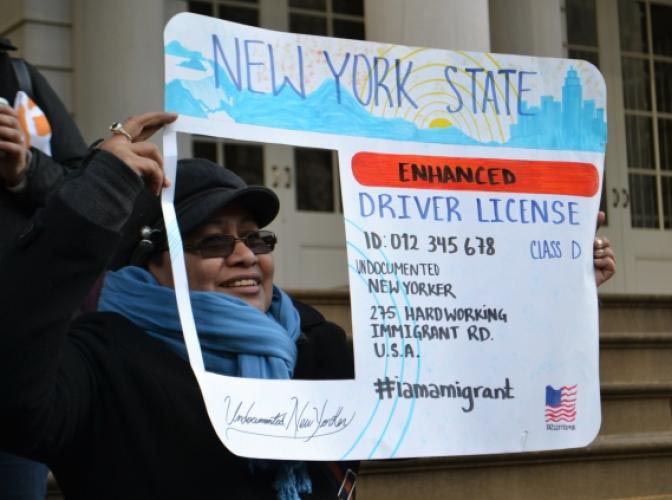 NEW YORK STATE
ENHANCED
DRIVER LICENSE
ID: 012 345 678 CLASS D
UNDOCUMENTED
NEW YORKER
275 HARDWORKING
IMMIGRANT RD.
U.S.A.
#iamamigrant
Undocumented New Yorker